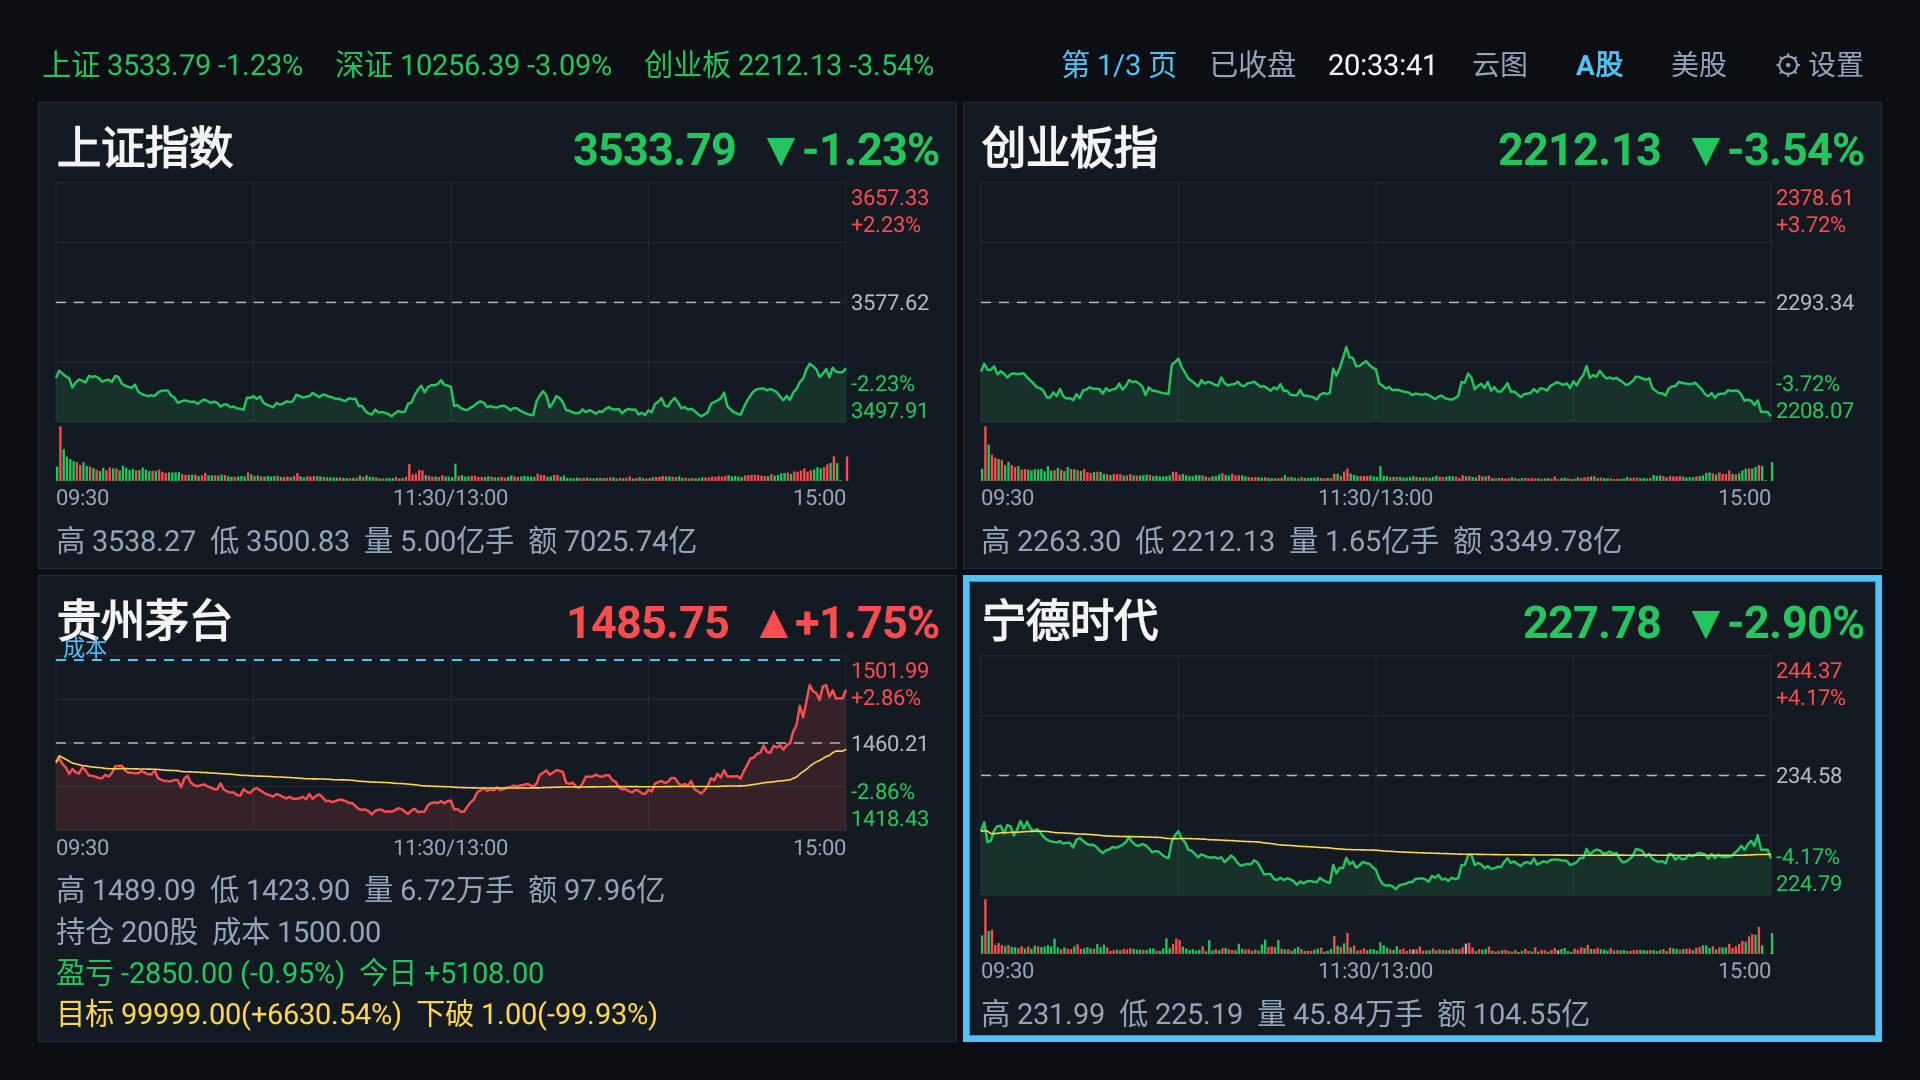 上证 3533.79 -1.23% 深证 10256.39 -3.09% 创业板 2212.13 -3.54% 第 1/3 页 已收盘 20:33:41 云图 A股 美股 设置
上证指数 3533.79 ▼-1.23%
3657.33
+2.23%
3577.62
-2.23%
3497.91
09:30 11:30/13:00 15:00
高 3538.27 低 3500.83 量 5.00亿手 额 7025.74亿
创业板指 2212.13 ▼-3.54%
2378.61
+3.72%
2293.34
-3.72%
2208.07
09:30 11:30/13:00 15:00
高 2263.30 低 2212.13 量 1.65亿手 额 3349.78亿
贵州茅台 1485.75 ▲+1.75%
成本
1501.99
+2.86%
1460.21
-2.86%
1418.43
09:30 11:30/13:00 15:00
高 1489.09 低 1423.90 量 6.72万手 额 97.96亿
持仓 200股 成本 1500.00
盈亏 -2850.00 (-0.95%) 今日 +5108.00
目标 99999.00(+6630.54%) 下破 1.00(-99.93%)
宁德时代 227.78 ▼-2.90%
244.37
+4.17%
234.58
-4.17%
224.79
09:30 11:30/13:00 15:00
高 231.99 低 225.19 量 45.84万手 额 104.55亿